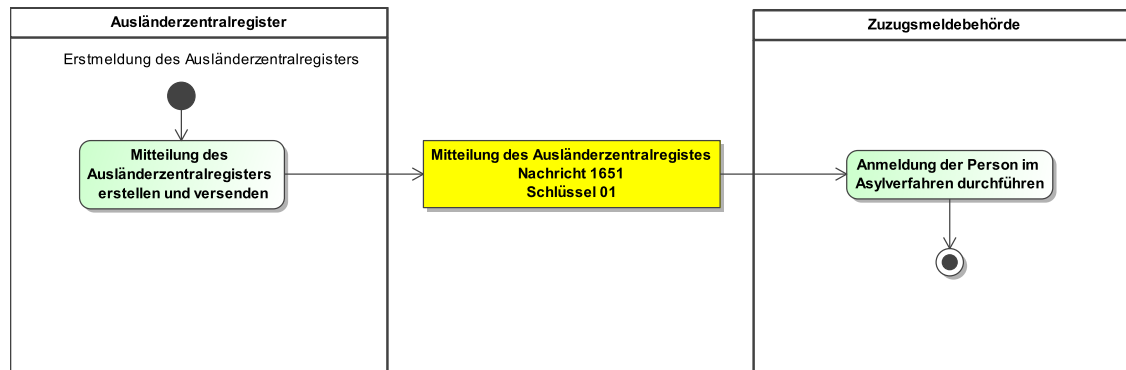 Ausländerzentralregister
Zuzugsmeldebehörde
Erstmeldung des Ausländerzentralregisters
Mitteilung des
Ausländerzentralregisters
erstellen und versenden
Mitteilung des Ausländerzentralregistes
Nachricht 1651
Schlüssel 01
Anmeldung der Person im
Asylverfahren durchführen